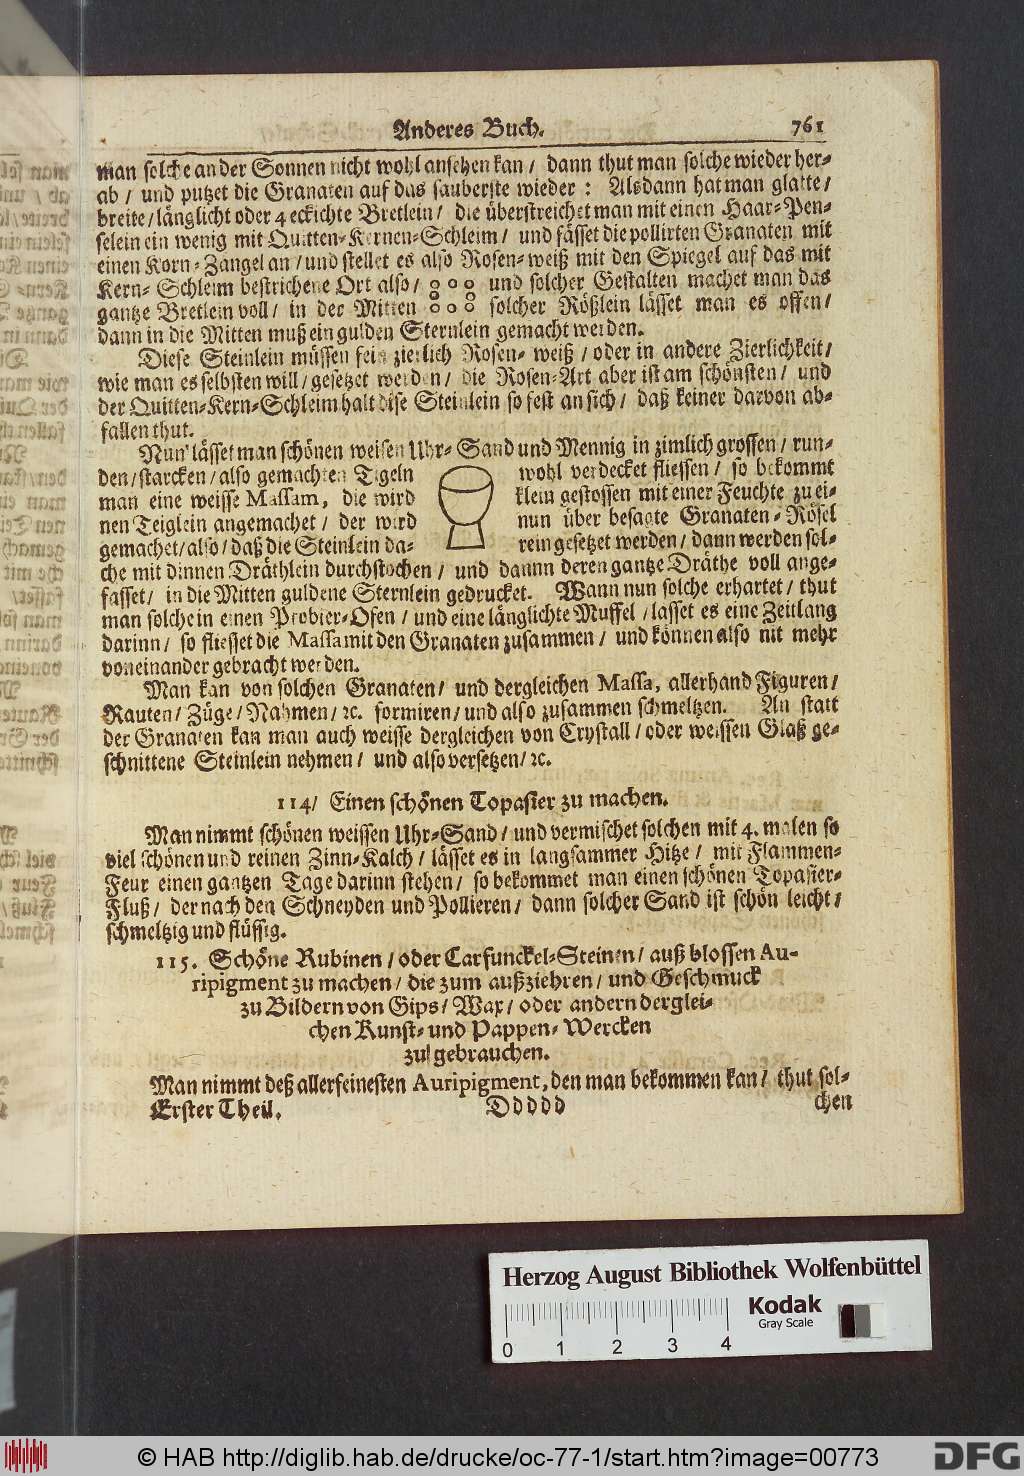 Anderes Buch. 761
man solche an der Sonnen nicht wohl ansetzen kan / dann thut man solche wieder her-
ab / und putzet die Granaten auf das sauberste wieder : Alsdann hat man glatte /
breite / länglicht oder 4 eckichte Bretlein / die überstreichet man mit einen Haar-Pen-
selein ein wenig mit Quitten-Kernen-Schleim / und fässet die pollirten Granaten mit
einen Korn-Zangel an / und stellet es also Rosen-weiß mit den Spiegel auf das mit
Kern-Schleim bestrichene Ort also / und solcher Gestalten machet man das
gantze Bretlein voll / in der Mitten solcher Rößlein lässet man es offen /
dann in die Mitten muß ein gulden Sternlein gemacht werden.
Diese Steinlein müssen fein zierlich Rosen-weiß / oder in andere Zierlichkeit /
wie man es selbsten will / gesetzet werden / die Rosen-Art aber ist am schönsten / und
der Quitten-Kern-Schleim halt dise Steinlein so fest an sich / daß keiner darvon ab-
fallen thut.
Nun lässet man schönen weisen Uhr-Sand und Mennig in zimlich grossen / run-
den / starcken / also gemachten Tigeln wohl verdecket fliessen / so bekommt
man eine weisse Massam, die wird klein gestossen mit einer Feuchte zu ei-
nen Teiglein angemachet / der wird nun über besagte Granaten-Rösel
gemachet / also / daß die Steinlein da- rein gesetzet werden / dann werden sol-
che mit dinnen Dräthlein durchstochen / und dannn deren gantze Dräthe voll ange-
fasset / in die Mitten guldene Sternlein gedrucket. Wann nun solche erhartet / thut
man solche in einen Probier-Ofen / und eine länglichte Muffel / lasset es eine Zeitlang
darinn / so fliesset die Massa mit den Granaten zusammen / und können also nit mehr
voneinander gebracht werden.
Man kan von solchen Granaten / und dergleichen Massa, allerhand Figuren /
Rauten / Züge / Nahmen / ꝛc. formiren / und also zusammen schmeltzen. An statt
der Granaten kan man auch weisse dergleichen von Crystall / oder weissen Glaß ge-
schnittene Steinlein nehmen / und also versetzen / ꝛc.
114 / Einen schönen Topasier zu machen.
Man nimmt schönen weissen Uhr-Sand / und vermischet solchen mit 4. malen so
viel schönen und reinen Zinn-Kalch / lässet es in langsammer Hitze / mit Flammen-
Feur einen gantzen Tage darinn stehen / so bekommet man einen schönen Topasier-
Fluß / der nach den Schneyden und Pollieren / dann solcher Sand ist schön leicht /
schmeltzig und flüssig.
115. Schöne Rubinen / oder Carfunckel-Steinen / auß blossen Au-
ripigment zu machen / die zum außziehren / und Geschmuck
zu Bildern von Gips / Wax / oder andern derglei-
chen Kunst- und Pappen-Wercken
zu gebrauchen.
Man nimmt deß allerfeinesten Auripigment, den man bekommen kan / thut sol-
Erster Theil. Ddddd chen
Herzog August Bibliothek Wolfenbüttel
Kodak
Gray Scale
0 1 2 3 4
© HAB http://diglib.hab.de/drucke/oc-77-1/start.htm?image=00773
DFG